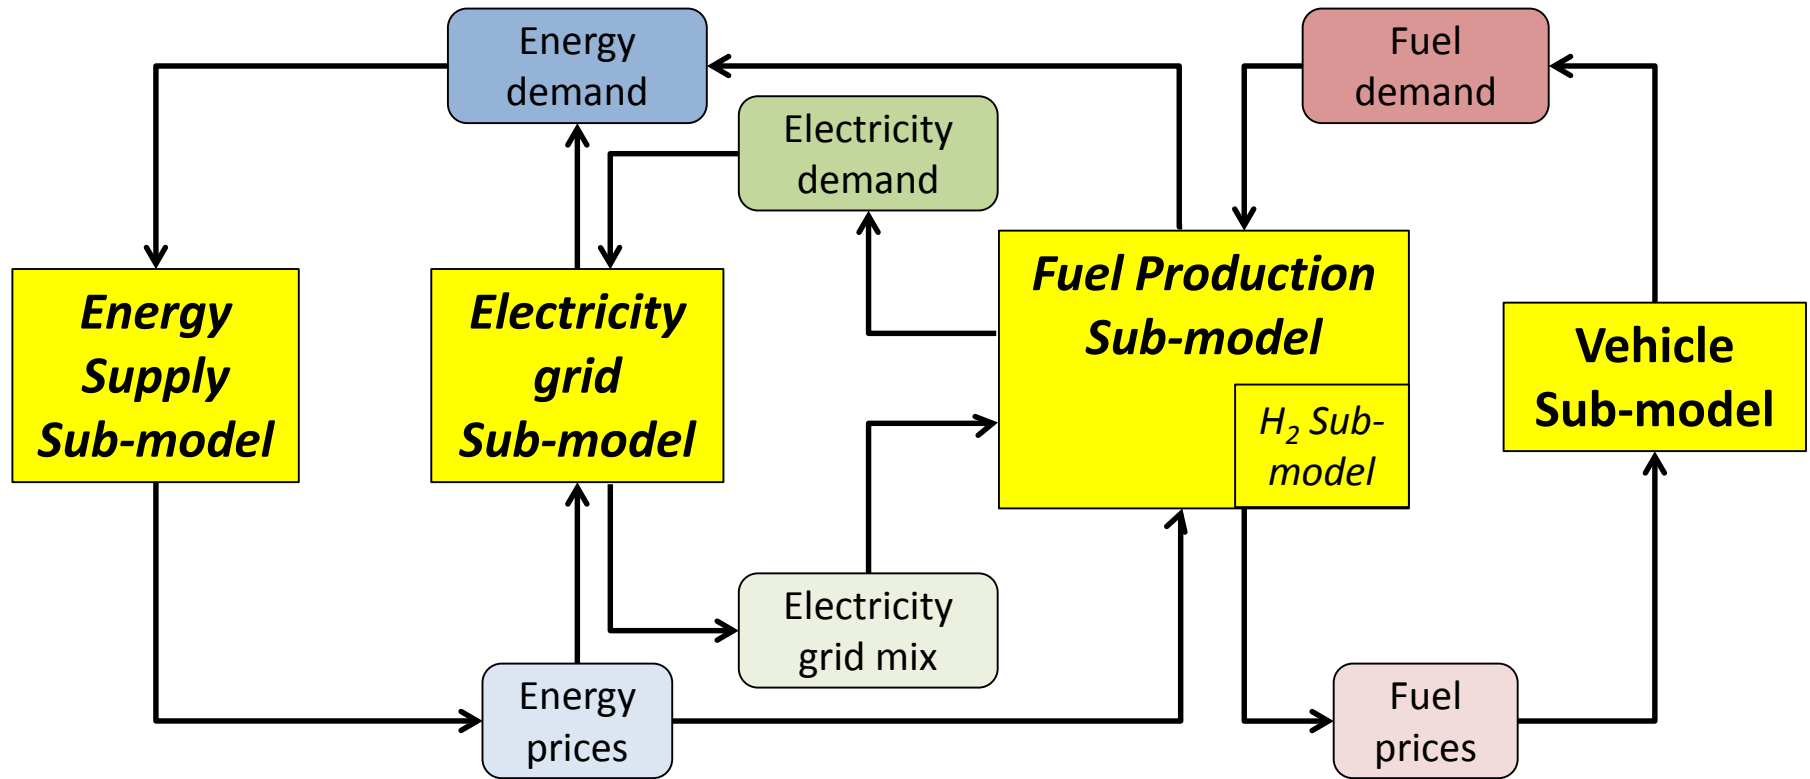 Energy
demand
Fuel
demand
Electricity
demand
Energy
Supply
Sub-model
Electricity
grid
Sub-model
Fuel Production
Sub-model
H₂ Sub-
model
Vehicle
Sub-model
Electricity
grid mix
Energy
prices
Fuel
prices